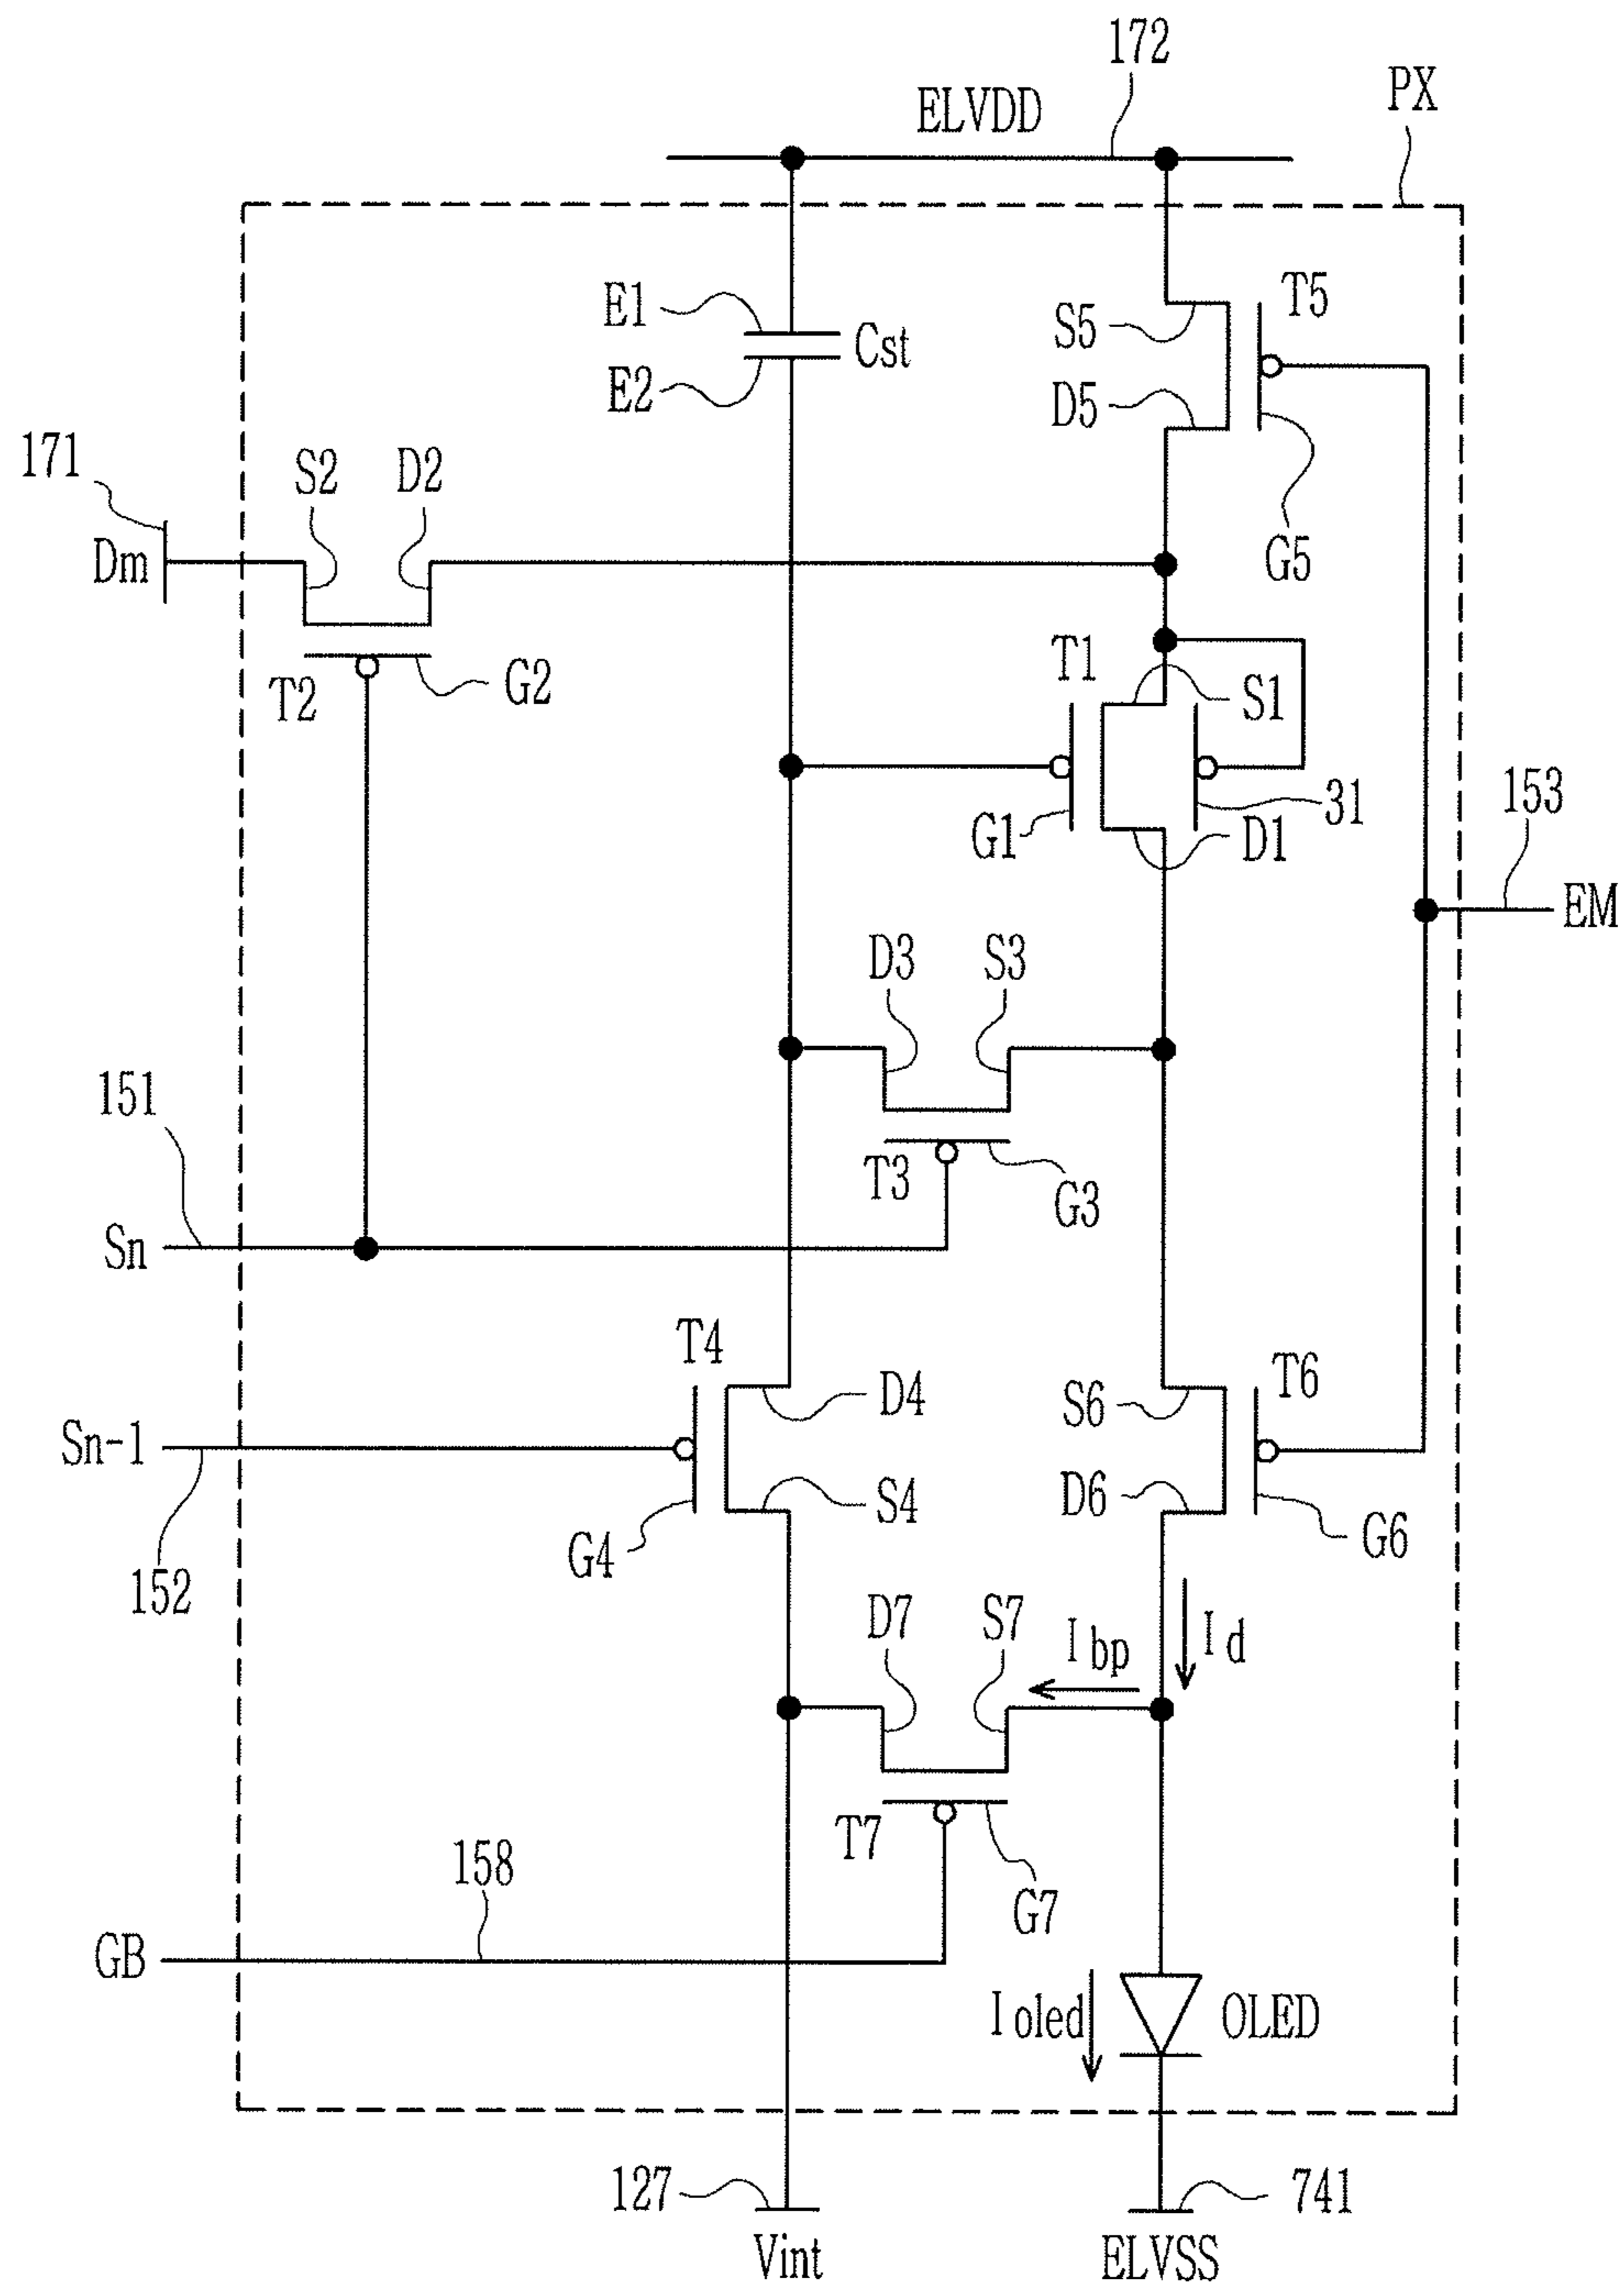 172
ELVDD
PX
E1
Cst
E2
S5
T5
D5
G5
171
S2
D2
Dm
T2
G2
T1
S1
G1
31
D1
153
EM
D3
S3
151
T3
G3
Sn
T4
D4
S6
T6
Sn-1
S4
D6
G4
G6
152
D7
S7
I bp
I d
T7
158
G7
GB
I oled
OLED
127
741
Vint
ELVSS